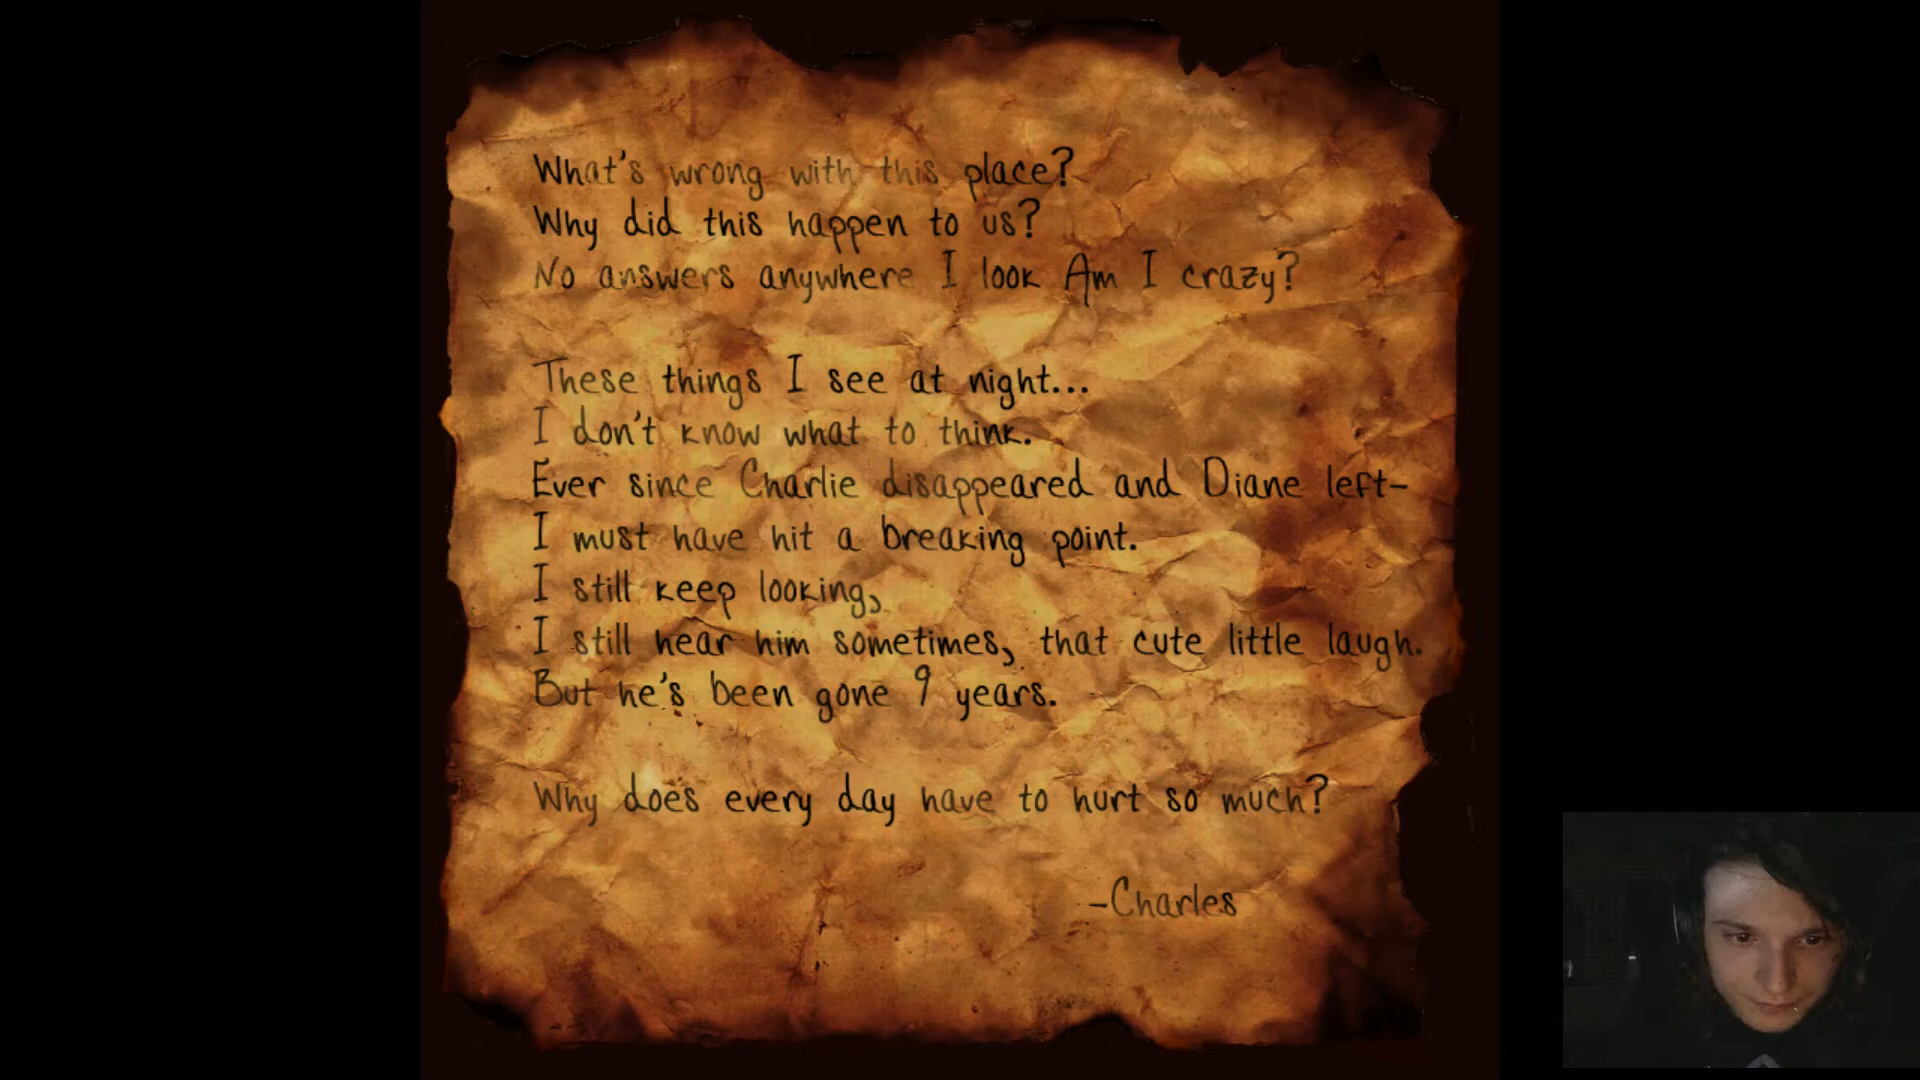 What's wrong with this place?
Why did this happen to us?
No answers anywhere I look Am I crazy?
These things I see at night...
I don't know what to think.
Ever since Charlie disappeared and Diane left-
I must have hit a breaking point.
I still keep looking,
I still hear him sometimes, that cute little laugh.
But he's been gone 9 years.
Why does every day have to hurt so much?
-Charles